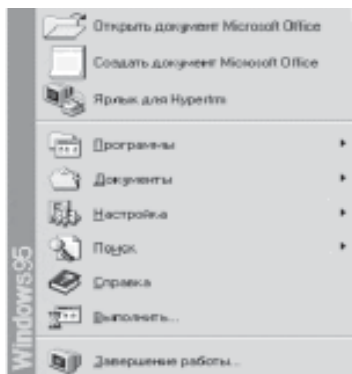 Открыть документ Microsoft Office
Создать документ Microsoft Office
Ярлык для Hypertrm
Программы
Документы
Настройка
Поиск
Справка
Выполнить...
Завершение работы...
Windows95